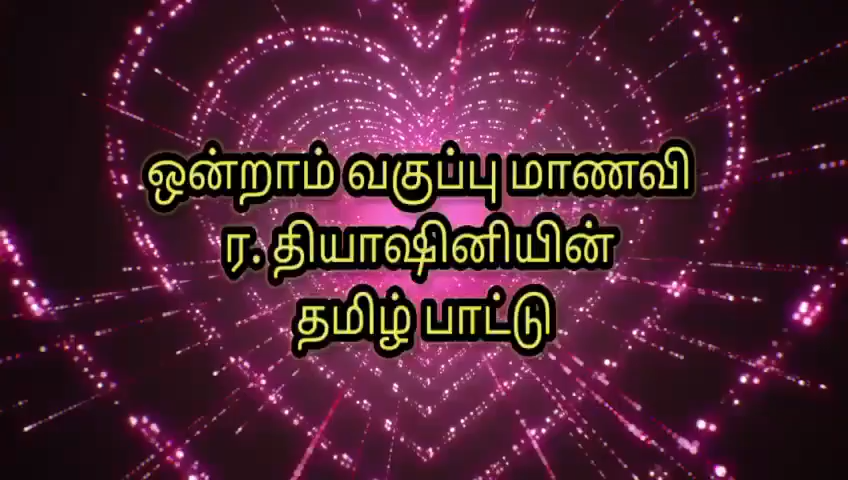 ஒன்றாம் வகுப்பு மாணவி
ர. தியாஷினியின்
தமிழ் பாட்டு